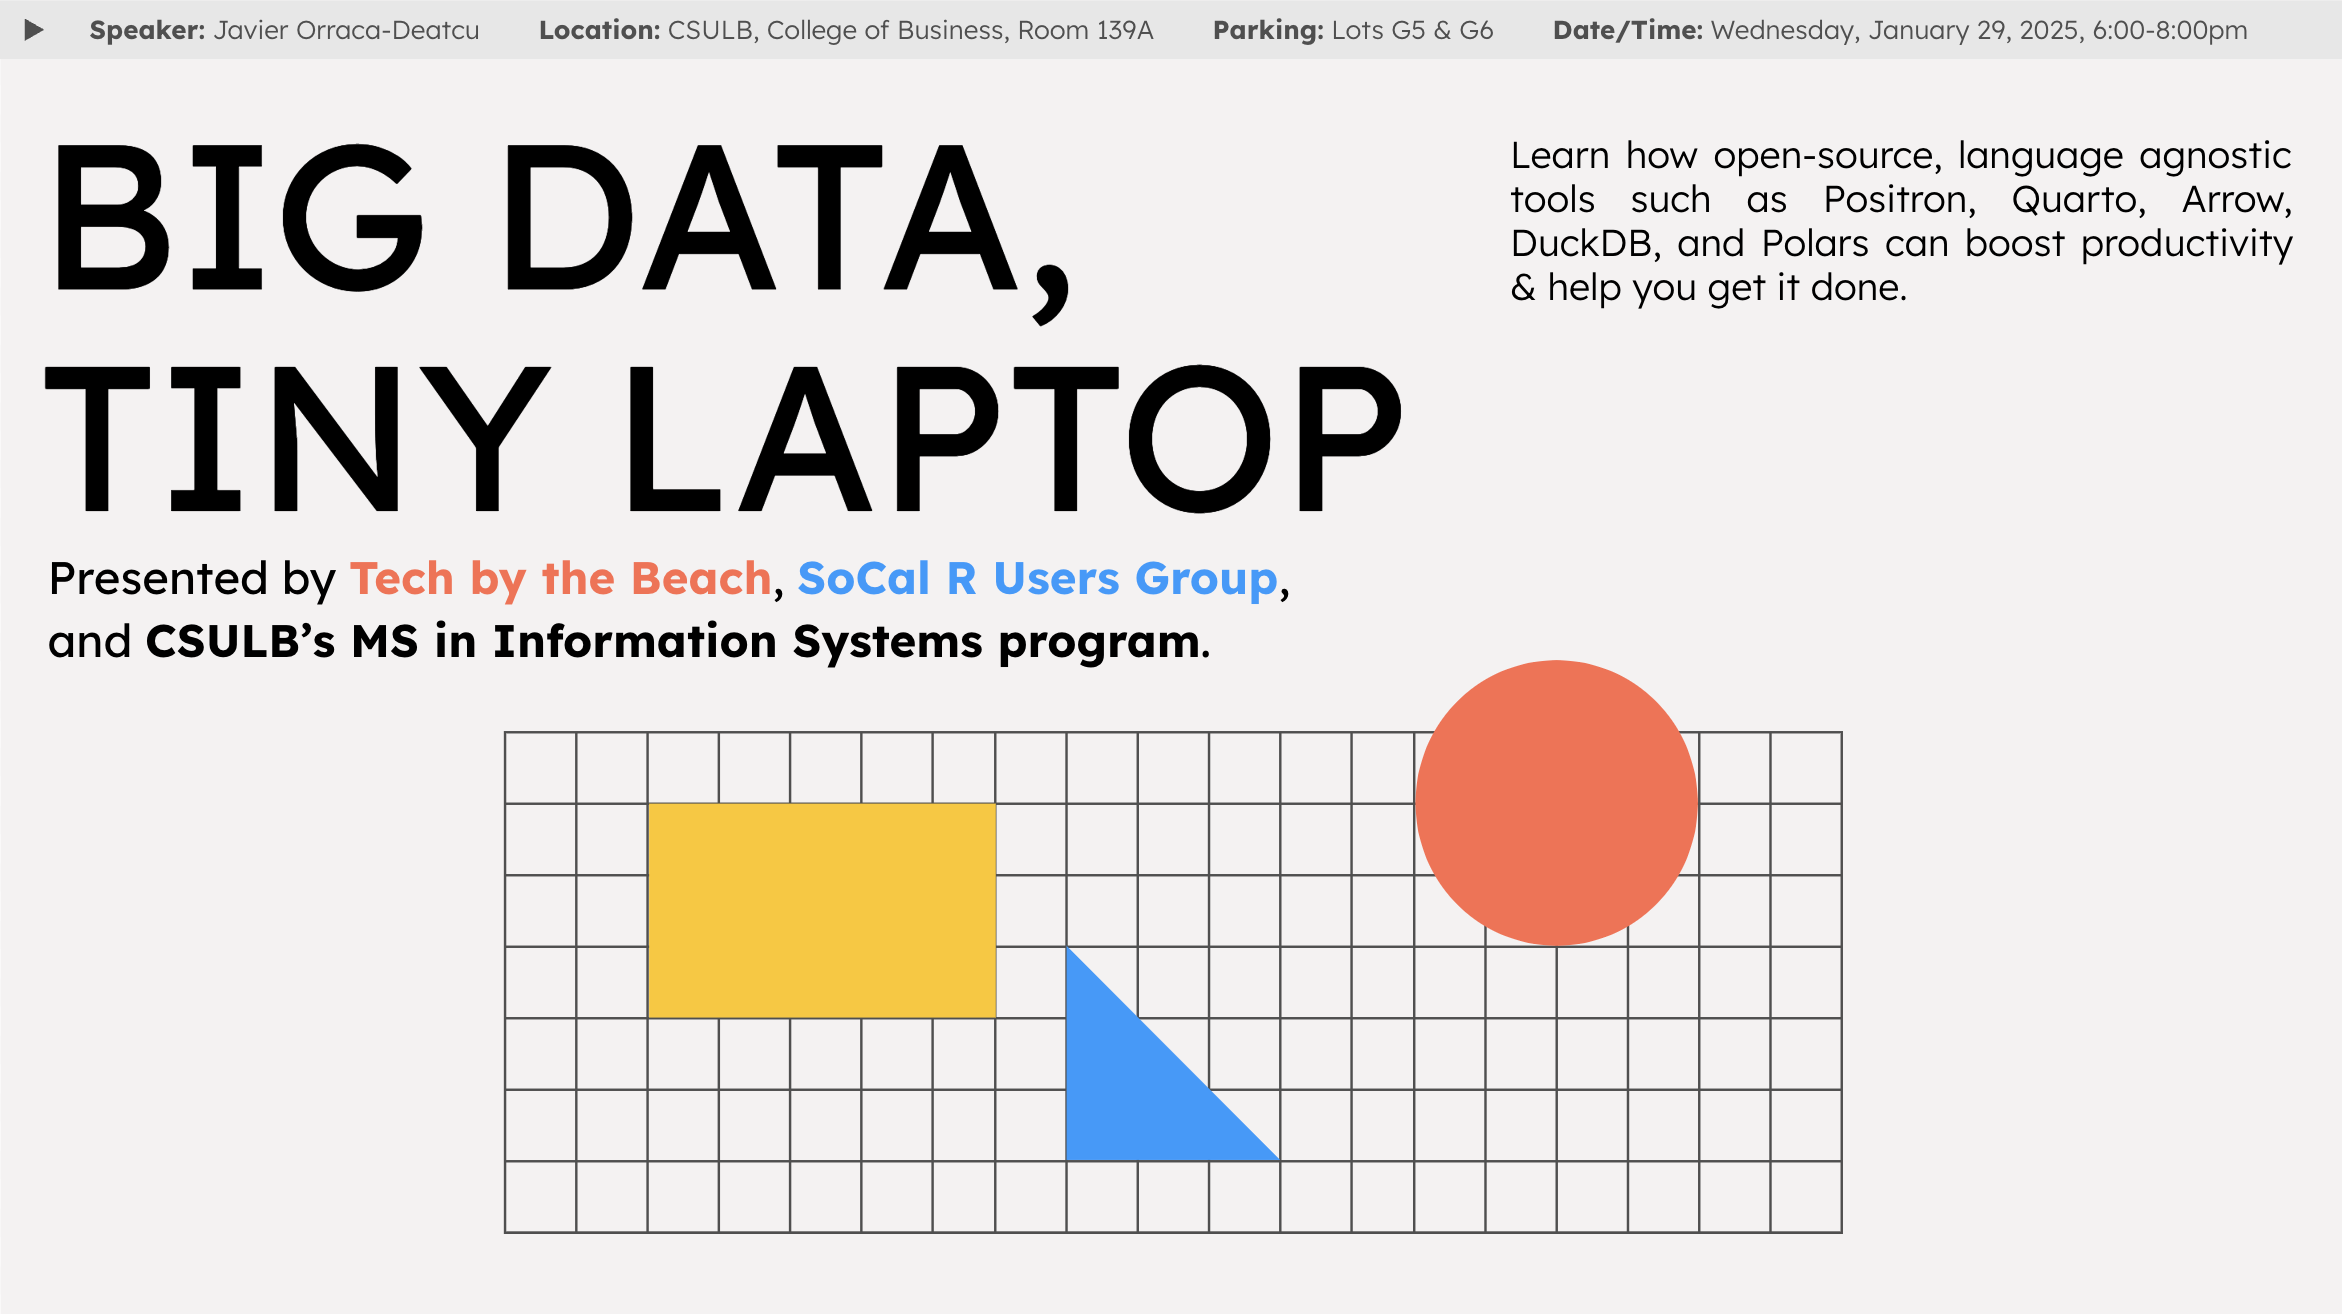 Speaker: Javier Orraca-Deatcu Location: CSULB, College of Business, Room 139A Parking: Lots G5 & G6 Date/Time: Wednesday, January 29, 2025, 6:00-8:00pm
BIG DATA,
TINY LAPTOP
Presented by Tech by the Beach, SoCal R Users Group,
and CSULB’s MS in Information Systems program.
Learn how open-source, language agnostic
tools such as Positron, Quarto, Arrow,
DuckDB, and Polars can boost productivity
& help you get it done.